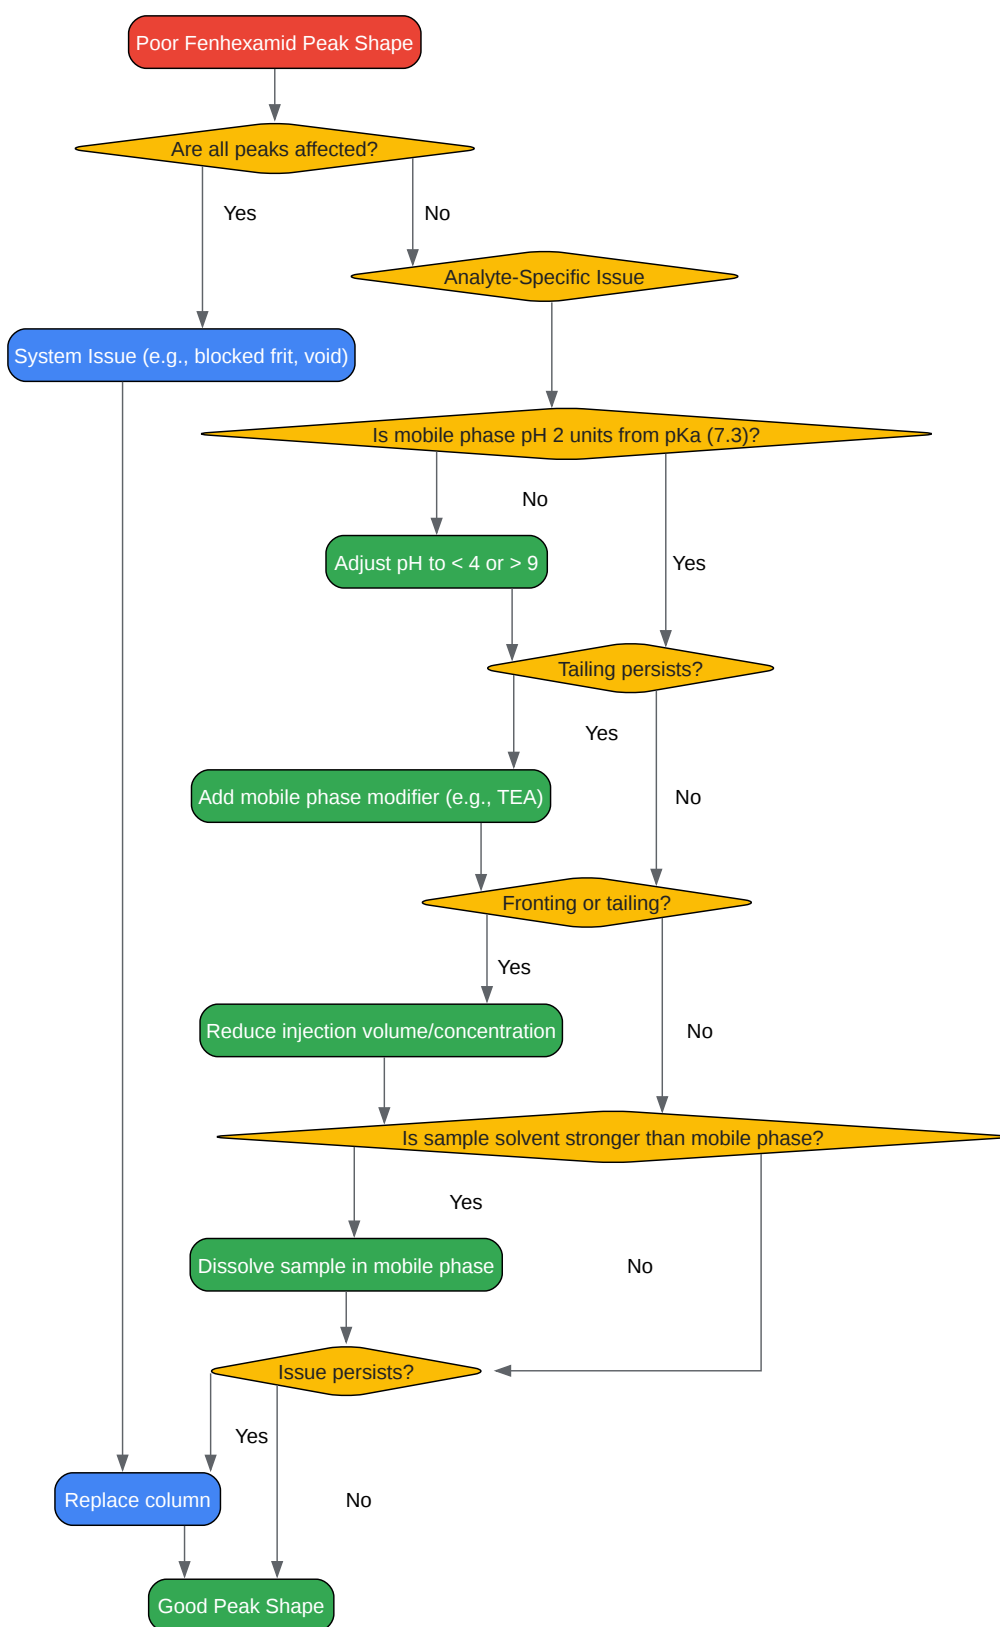 Poor Fenhexamid Peak Shape
Are all peaks affected?
Yes
No
Analyte-Specific Issue
System Issue (e.g., blocked frit, void)
Is mobile phase pH 2 units from pKa (7.3)?
No
Adjust pH to < 4 or > 9
Yes
Tailing persists?
Yes
Add mobile phase modifier (e.g., TEA)
No
Fronting or tailing?
Yes
Reduce injection volume/concentration
No
Is sample solvent stronger than mobile phase?
Yes
Dissolve sample in mobile phase
No
Issue persists?
Yes
Replace column
No
Good Peak Shape